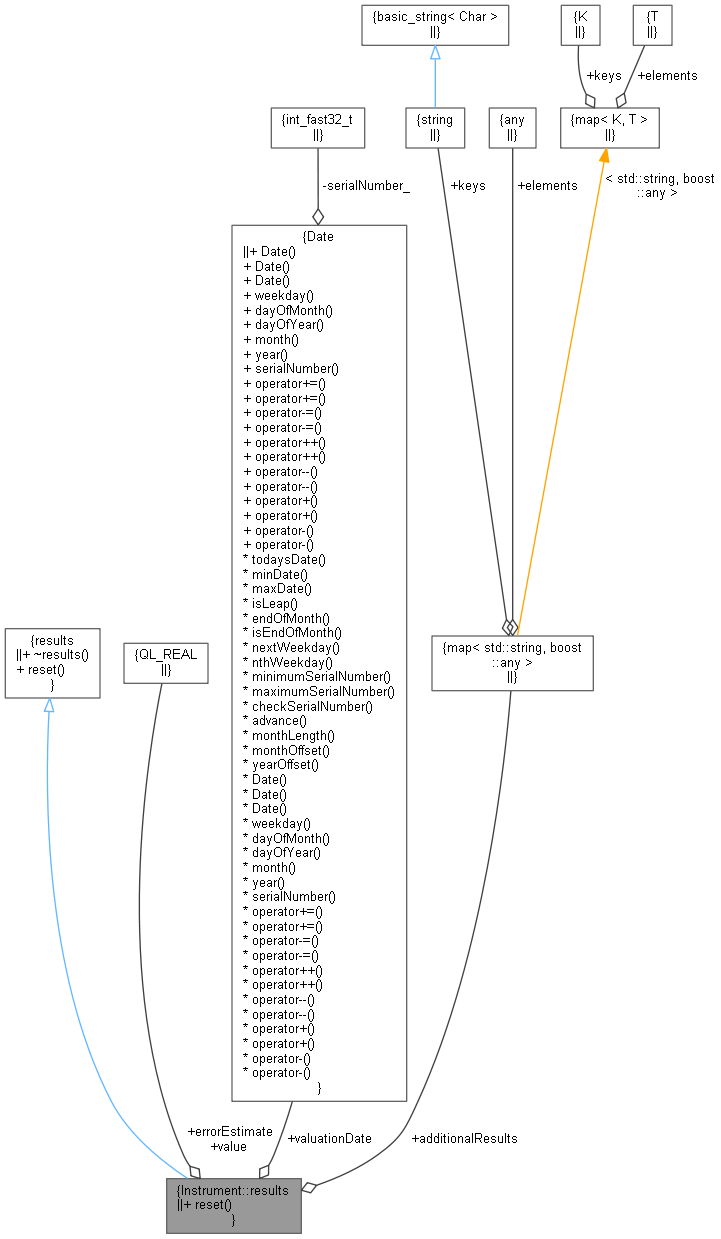 {basic_string< Char >
||}
{K
||}
{T
||}
+keys
+elements
{int_fast32_t
||}
{string
||}
{any
||}
{map< K, T >
||}
-serialNumber_
+keys
+elements
< std::string, boost
::any >
{Date
||+ Date()
+ Date()
+ Date()
+ weekday()
+ dayOfMonth()
+ dayOfYear()
+ month()
+ year()
+ serialNumber()
+ operator+=()
+ operator+=()
+ operator-=()
+ operator-=()
+ operator++()
+ operator++()
+ operator--()
+ operator--()
+ operator+()
+ operator+()
+ operator-()
+ operator-()
* todaysDate()
* minDate()
* maxDate()
* isLeap()
* endOfMonth()
* isEndOfMonth()
* nextWeekday()
* nthWeekday()
* minimumSerialNumber()
* maximumSerialNumber()
* checkSerialNumber()
* advance()
* monthLength()
* monthOffset()
* yearOffset()
* Date()
* Date()
* Date()
* weekday()
* dayOfMonth()
* dayOfYear()
* month()
* year()
* serialNumber()
* operator+=()
* operator+=()
* operator-=()
* operator-=()
* operator++()
* operator++()
* operator--()
* operator--()
* operator+()
* operator+()
* operator-()
* operator-()
}
{results
||+ ~results()
+ reset()
}
{QL_REAL
||}
{map< std::string, boost
::any >
||}
+errorEstimate
+value
+valuationDate
+additionalResults
{Instrument::results
||+ reset()
}